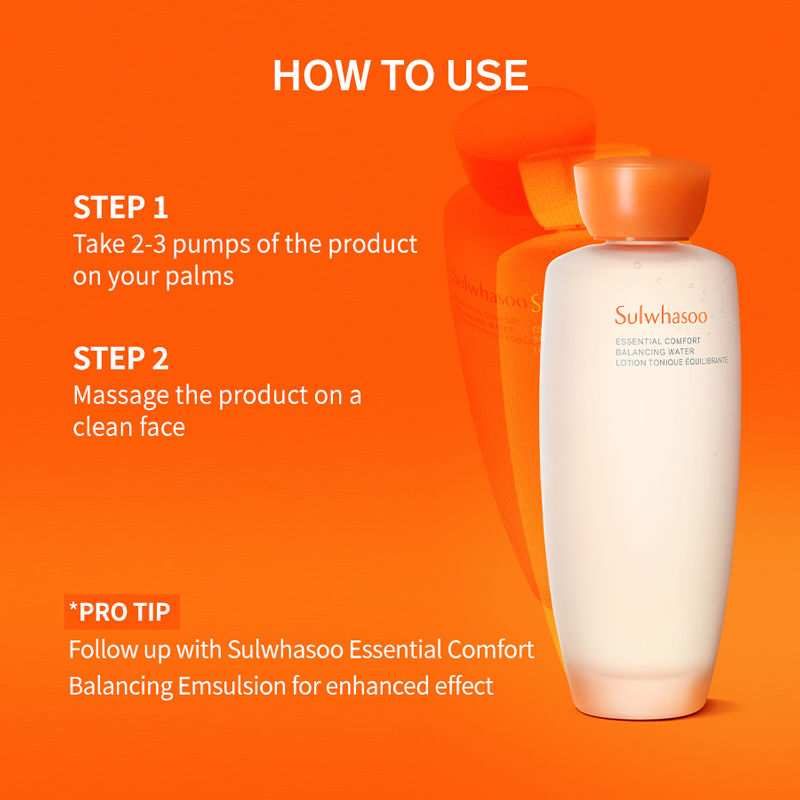 HOW TO USE
STEP 1
Take 2-3 pumps of the product
on your palms
STEP 2
Massage the product on a
clean face
*PRO TIP
Follow up with Sulwhasoo Essential Comfort
Balancing Emsulsion for enhanced effect
Sulwhasoo
Sulwhasoo
ESSENTIAL COMFORT
BALANCING WATER
LOTION TONIQUE ÉQUILIBRANTE